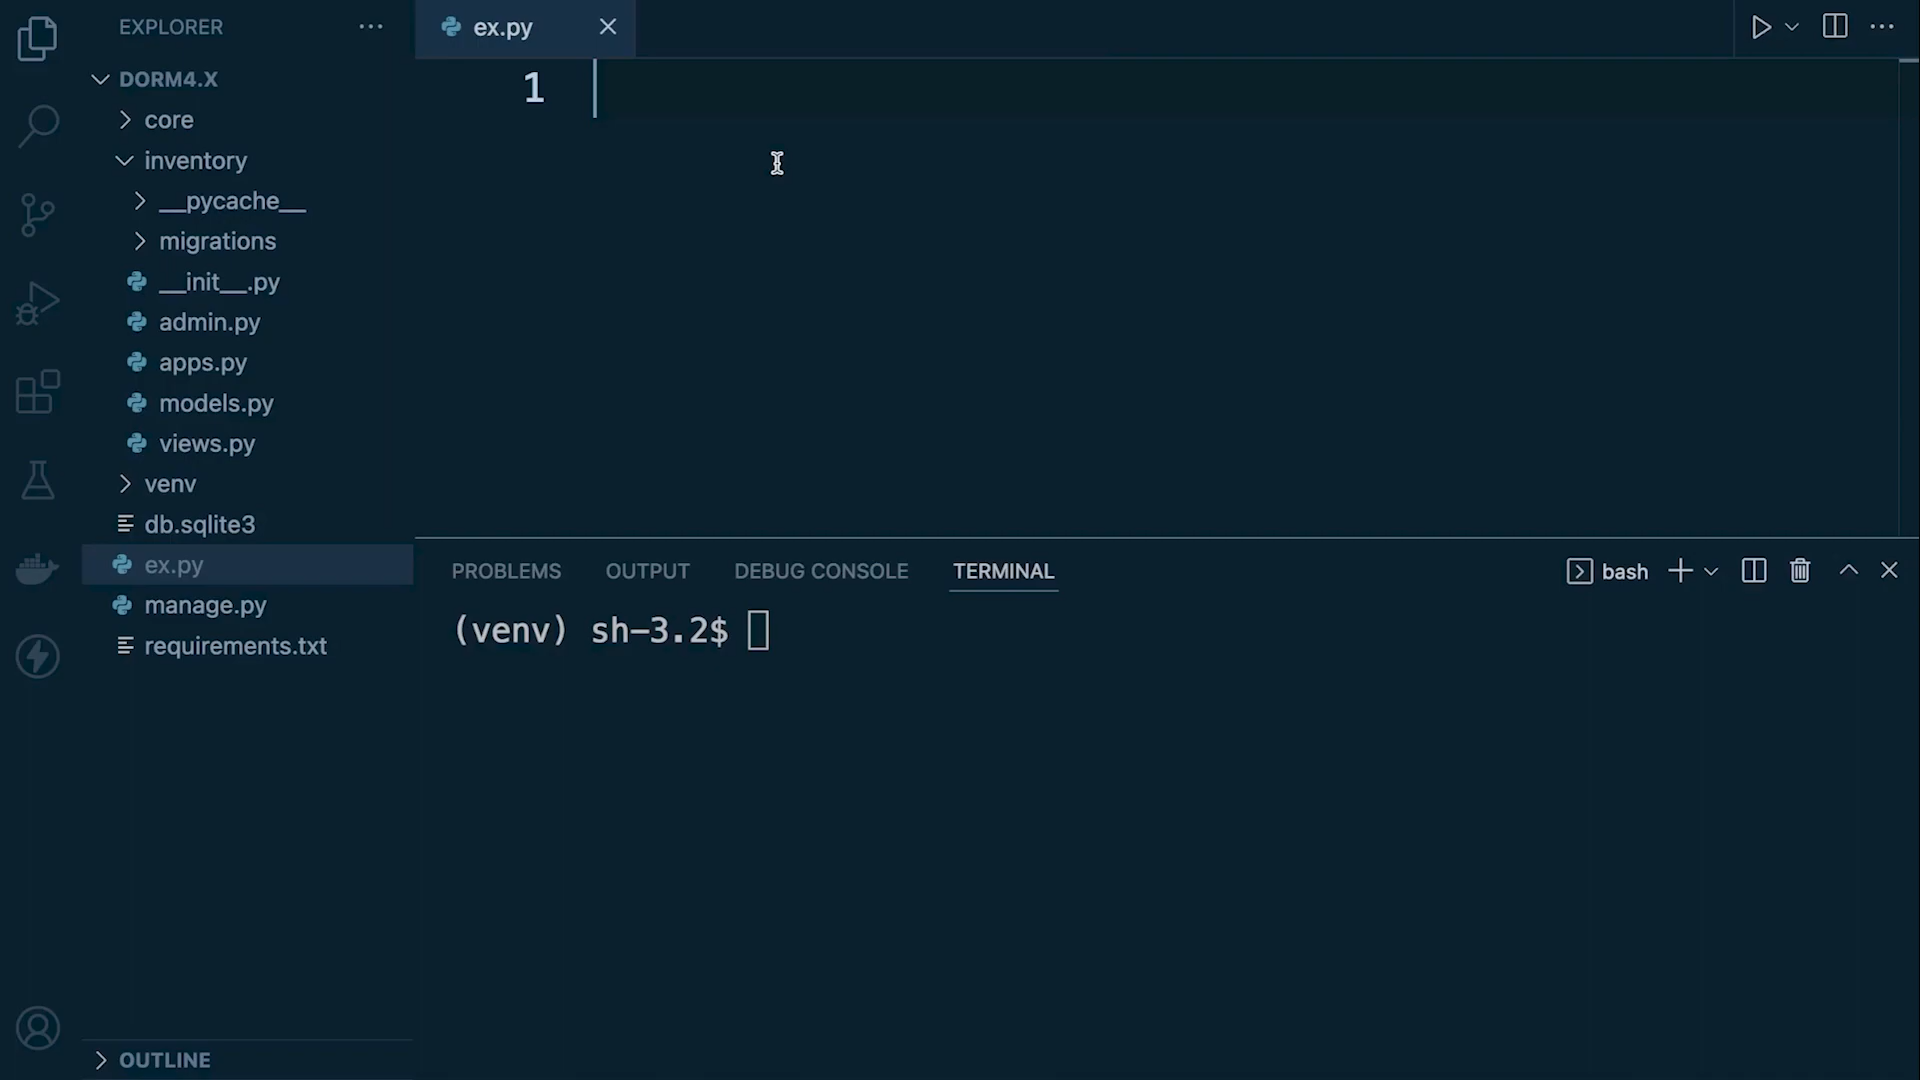 EXPLORER
DORM4.X
core
inventory
__pycache__
migrations
__init__.py
admin.py
apps.py
models.py
views.py
venv
db.sqlite3
ex.py
manage.py
requirements.txt
OUTLINE
ex.py
1
PROBLEMS OUTPUT DEBUG CONSOLE TERMINAL bash
(venv) sh-3.2$